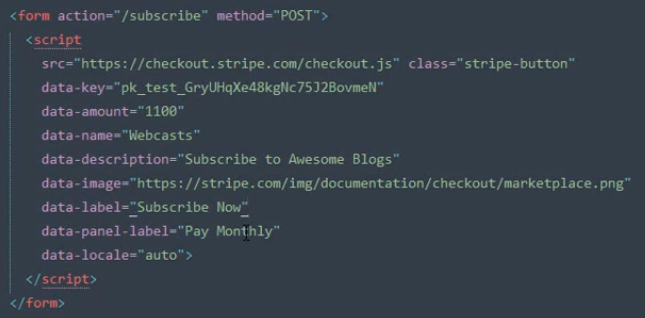 <form action="/subscribe" method="POST">
<script
src="https://checkout.stripe.com/checkout.js" class="stripe-button"
data-key="pk_test_GryUHqXe48kgNc75J2BovmeN"
data-amount="1100"
data-name="Webcasts"
data-description="Subscribe to Awesome Blogs"
data-image="https://stripe.com/img/documentation/checkout/marketplace.png"
data-label="Subscribe Now"
data-panel-label="Pay Monthly"
data-locale="auto">
</script>
</form>